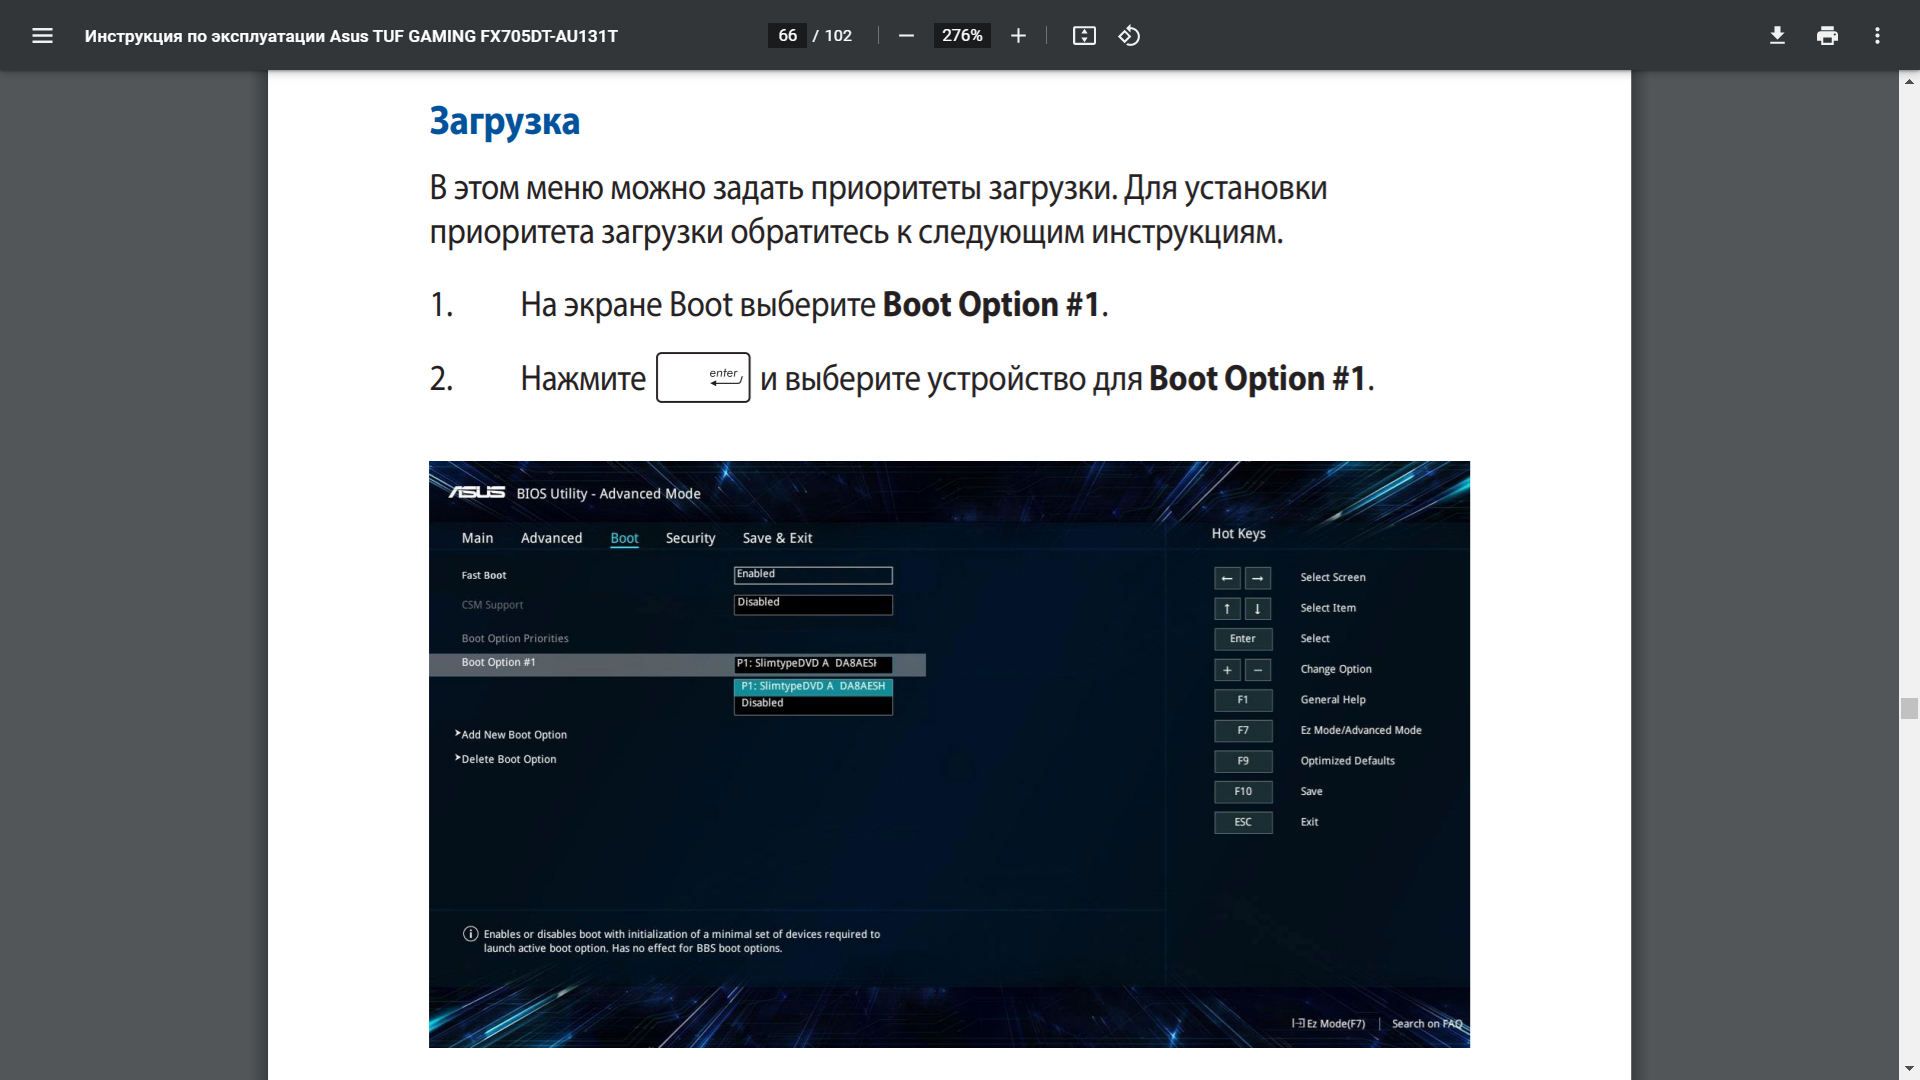 Инструкция по эксплуатации Asus TUF GAMING FX705DT-AU131T
66 / 102
276%
Загрузка
В этом меню можно задать приоритеты загрузки. Для установки
приоритета загрузки обратитесь к следующим инструкциям.
1. На экране Boot выберите Boot Option #1.
2. Нажмите enter и выберите устройство для Boot Option #1.
ASUS BIOS Utility - Advanced Mode
Main Advanced Boot Security Save & Exit
Fast Boot Enabled
CSM Support Disabled
Boot Option Priorities
Boot Option #1 P1: SlimtypeDVD A DA8AESH
P1: SlimtypeDVD A DA8AESH
Disabled
Add New Boot Option
Delete Boot Option
Enables or disables boot with initialization of a minimal set of devices required to
launch active boot option. Has no effect for BBS boot options.
Hot Keys
← → Select Screen
↑ ↓ Select Item
Enter Select
+ − Change Option
F1 General Help
F7 Ez Mode/Advanced Mode
F9 Optimized Defaults
F10 Save
ESC Exit
Ez Mode(F7) | Search on FAQ